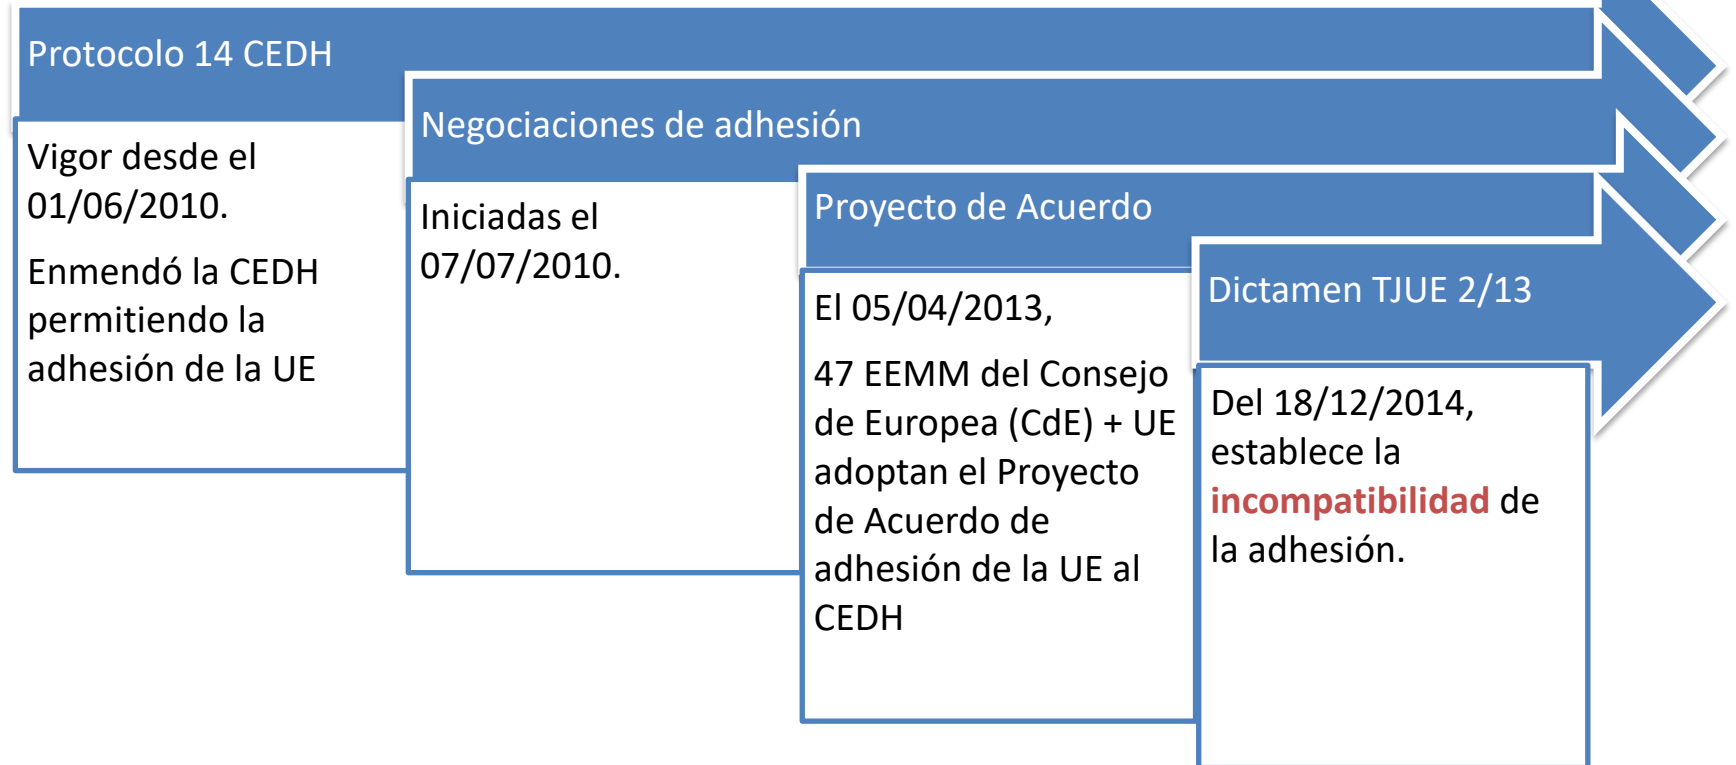 Protocolo 14 CEDH
Vigor desde el
01/06/2010.
Enmendó la CEDH
permitiendo la
adhesión de la UE
Negociaciones de adhesión
Iniciadas el
07/07/2010.
Proyecto de Acuerdo
El 05/04/2013,
47 EEMM del Consejo
de Europea (CdE) + UE
adoptan el Proyecto
de Acuerdo de
adhesión de la UE al
CEDH
Dictamen TJUE 2/13
Del 18/12/2014,
establece la
incompatibilidad de
la adhesión.